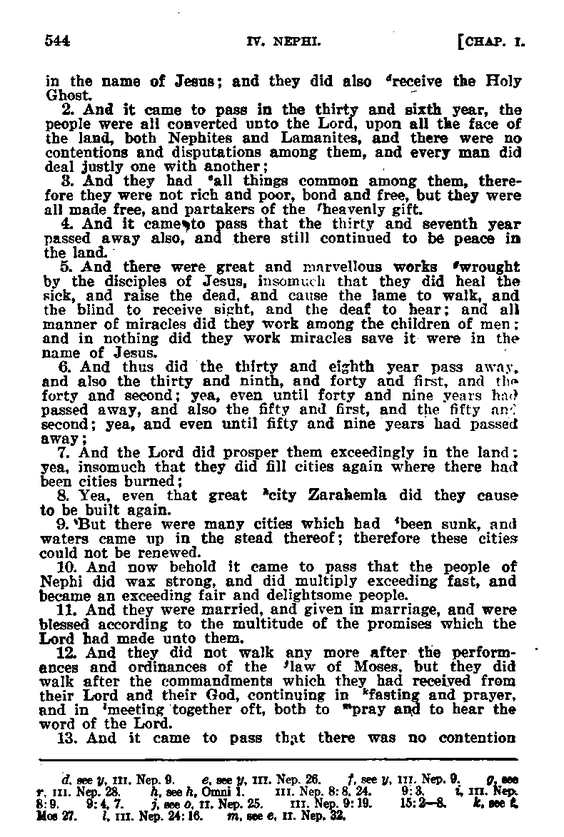 544 IV. NEPHI. [CHAP. I.
in the name of Jesus; and they did also ᵈreceive the Holy
Ghost.
2. And it came to pass in the thirty and sixth year, the
people were all converted unto the Lord, upon all the face of
the land, both Nephites and Lamanites, and there were no
contentions and disputations among them, and every man did
deal justly one with another;
3. And they had ᵉall things common among them, there-
fore they were not rich and poor, bond and free, but they were
all made free, and partakers of the ᶠheavenly gift.
4. And it came to pass that the thirty and seventh year
passed away also, and there still continued to be peace in
the land.
5. And there were great and marvellous works ᵍwrought
by the disciples of Jesus, insomuch that they did heal the
sick, and raise the dead, and cause the lame to walk, and
the blind to receive sight, and the deaf to hear; and all
manner of miracles did they work among the children of men;
and in nothing did they work miracles save it were in the
name of Jesus.
6. And thus did the thirty and eighth year pass away,
and also the thirty and ninth, and forty and first, and the
forty and second; yea, even until forty and nine years had
passed away, and also the fifty and first, and the fifty and
second; yea, and even until fifty and nine years had passed
away;
7. And the Lord did prosper them exceedingly in the land;
yea, insomuch that they did fill cities again where there had
been cities burned;
8. Yea, even that great ʰcity Zarahemla did they cause
to be built again.
9. But there were many cities which had ⁱbeen sunk, and
waters came up in the stead thereof; therefore these cities
could not be renewed.
10. And now behold it came to pass that the people of
Nephi did wax strong, and did multiply exceeding fast, and
became an exceeding fair and delightsome people.
11. And they were married, and given in marriage, and were
blessed according to the multitude of the promises which the
Lord had made unto them.
12. And they did not walk any more after the perform-
ances and ordinances of the ʲlaw of Moses, but they did
walk after the commandments which they had received from
their Lord and their God, continuing in ᵏfasting and prayer,
and in ˡmeeting together oft, both to ᵐpray and to hear the
word of the Lord.
13. And it came to pass that there was no contention
d, see y, III. Nep. 9. e, see y, III. Nep. 26. f, see y, III. Nep. 9. g, see
r, III. Nep. 28. h, see h, Omni 1. III. Nep. 8: 8, 24. 9: 3. i, III. Nep.
8: 9. 9: 4, 7. j, see o, II. Nep. 25. III. Nep. 9: 19. 15: 2—8. k, see t,
Mos 27. l, III. Nep. 24: 16. m, see e, II. Nep. 32.